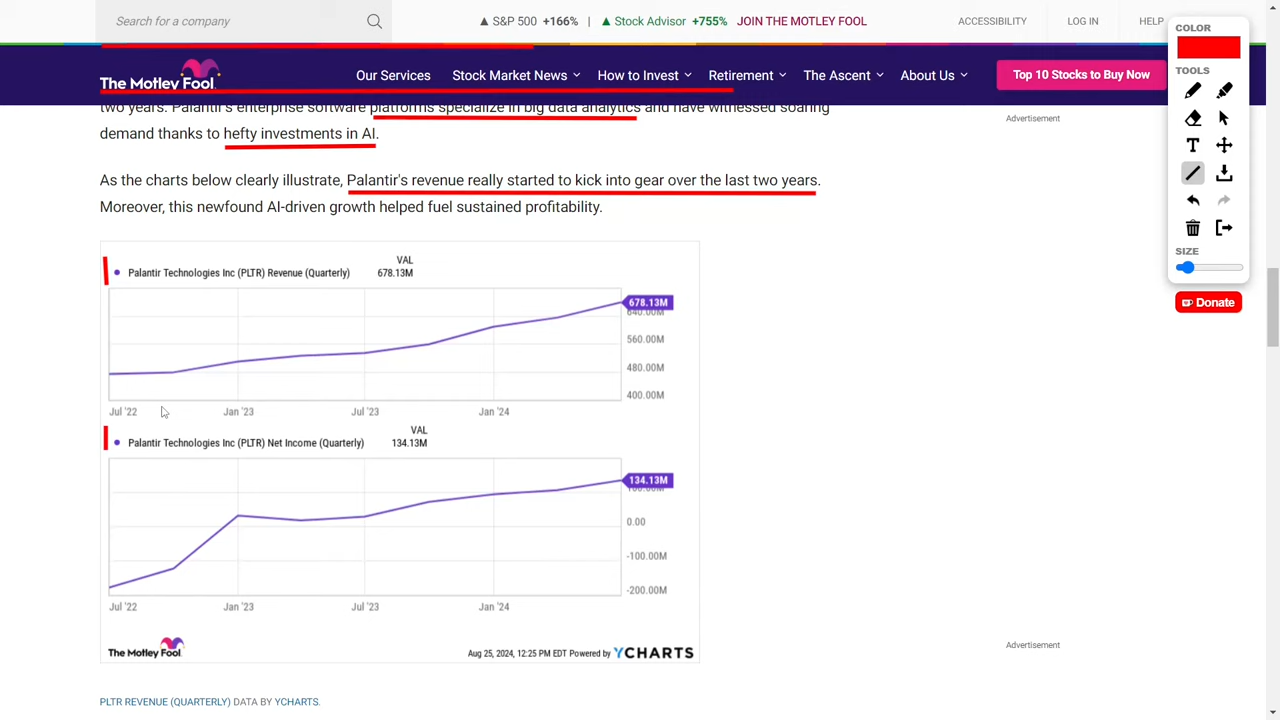 Search for a company
▲ S&P 500 +166% | ▲ Stock Advisor +755% JOIN THE MOTLEY FOOL
ACCESSIBILITY LOG IN HELP
The Motley Fool
Our Services Stock Market News How to Invest Retirement The Ascent About Us
Top 10 Stocks to Buy Now
two years. Palantir's enterprise software platforms specialize in big data analytics and have witnessed soaring
demand thanks to hefty investments in AI.
As the charts below clearly illustrate, Palantir's revenue really started to kick into gear over the last two years.
Moreover, this newfound AI-driven growth helped fuel sustained profitability.
VAL
Palantir Technologies Inc (PLTR) Revenue (Quarterly) 678.13M
678.13M
640.00M
560.00M
480.00M
400.00M
Jul '22 Jan '23 Jul '23 Jan '24
VAL
Palantir Technologies Inc (PLTR) Net Income (Quarterly) 134.13M
134.13M
0.00
-100.00M
-200.00M
Jul '22 Jan '23 Jul '23 Jan '24
The Motley Fool
Aug 25, 2024, 12:25 PM EDT Powered by YCHARTS
PLTR REVENUE (QUARTERLY) DATA BY YCHARTS.
Advertisement
Advertisement
COLOR
TOOLS
T
SIZE
Donate